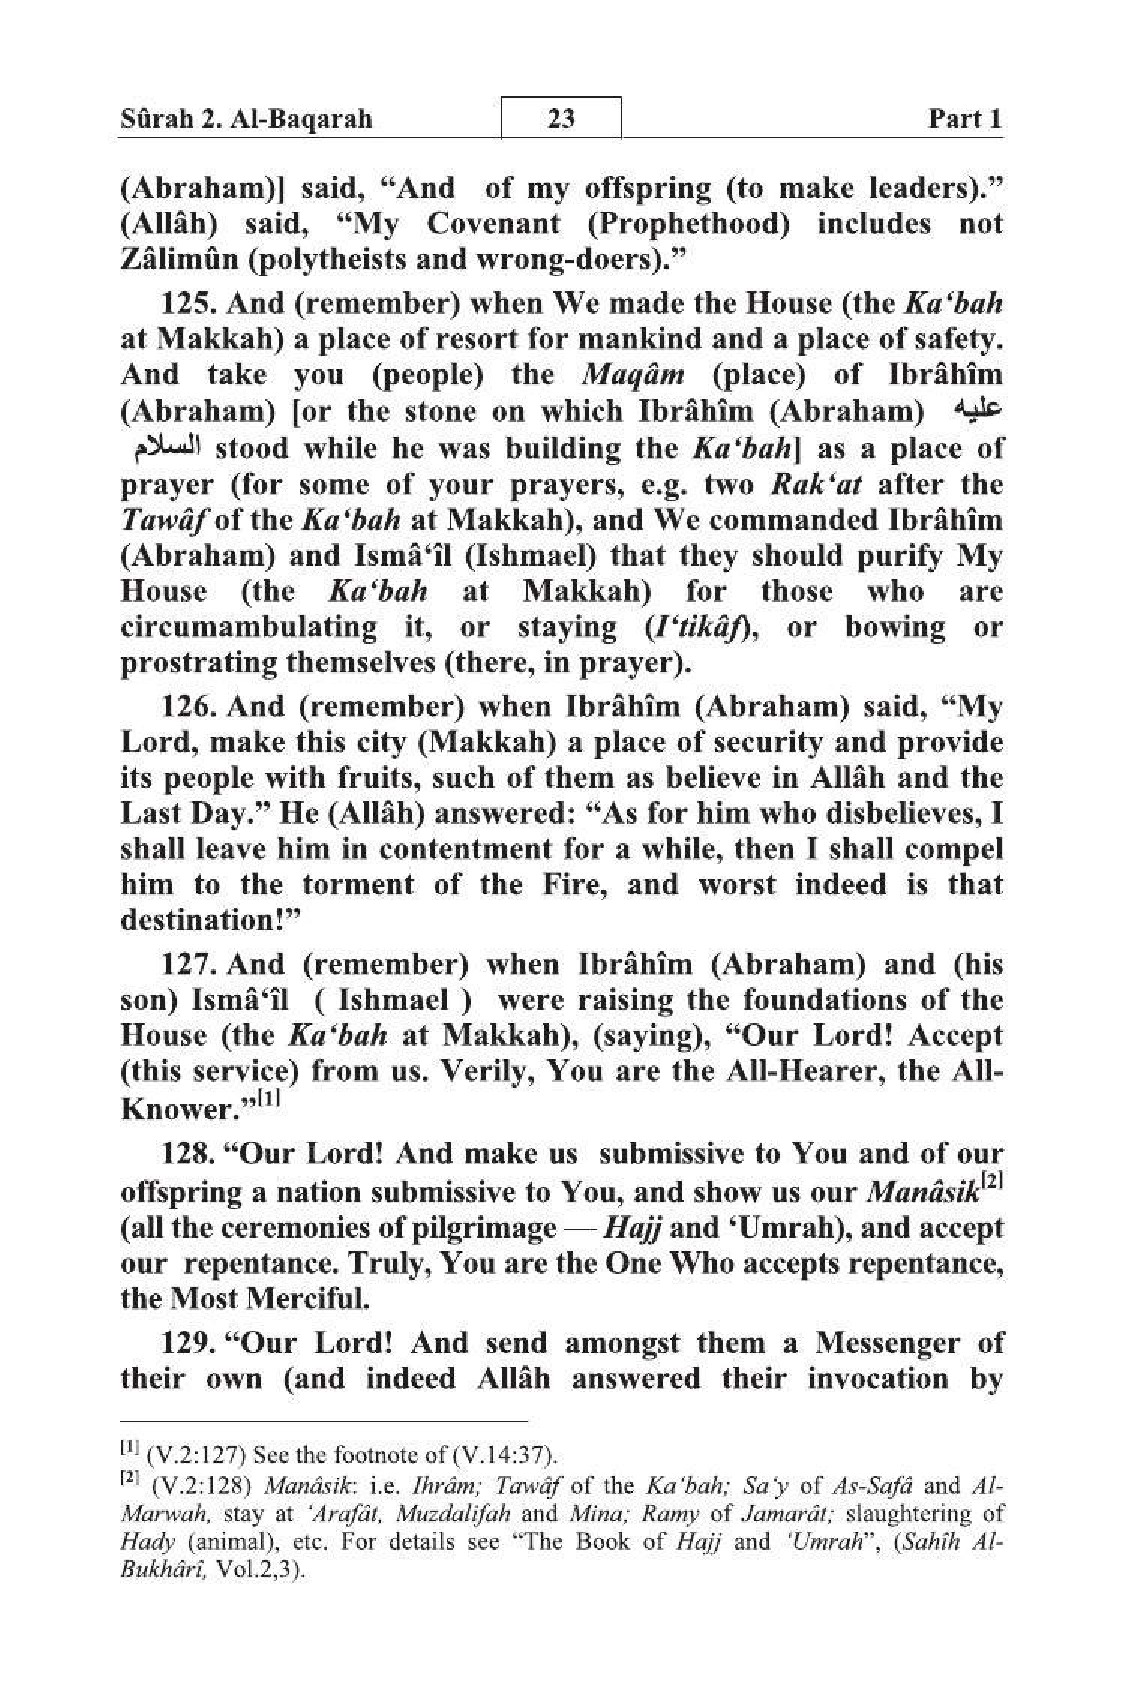 Sûrah 2. Al-Baqarah 23 Part 1
(Abraham)] said, “And of my offspring (to make leaders).”
(Allâh) said, “My Covenant (Prophethood) includes not
Zâlimûn (polytheists and wrong-doers).”
125. And (remember) when We made the House (the Ka‘bah
at Makkah) a place of resort for mankind and a place of safety.
And take you (people) the Maqâm (place) of Ibrâhîm
(Abraham) [or the stone on which Ibrâhîm (Abraham) عليه
السلام stood while he was building the Ka‘bah] as a place of
prayer (for some of your prayers, e.g. two Rak‘at after the
Tawâf of the Ka‘bah at Makkah), and We commanded Ibrâhîm
(Abraham) and Ismâ‘îl (Ishmael) that they should purify My
House (the Ka‘bah at Makkah) for those who are
circumambulating it, or staying (I‘tikâf), or bowing or
prostrating themselves (there, in prayer).
126. And (remember) when Ibrâhîm (Abraham) said, “My
Lord, make this city (Makkah) a place of security and provide
its people with fruits, such of them as believe in Allâh and the
Last Day.” He (Allâh) answered: “As for him who disbelieves, I
shall leave him in contentment for a while, then I shall compel
him to the torment of the Fire, and worst indeed is that
destination!”
127. And (remember) when Ibrâhîm (Abraham) and (his
son) Ismâ‘îl ( Ishmael ) were raising the foundations of the
House (the Ka‘bah at Makkah), (saying), “Our Lord! Accept
(this service) from us. Verily, You are the All-Hearer, the All-
Knower.”[1]
128. “Our Lord! And make us submissive to You and of our
offspring a nation submissive to You, and show us our Manâsik[2]
(all the ceremonies of pilgrimage — Hajj and ‘Umrah), and accept
our repentance. Truly, You are the One Who accepts repentance,
the Most Merciful.
129. “Our Lord! And send amongst them a Messenger of
their own (and indeed Allâh answered their invocation by
[1] (V.2:127) See the footnote of (V.14:37).
[2] (V.2:128) Manâsik: i.e. Ihrâm; Tawâf of the Ka‘bah; Sa‘y of As-Safâ and Al-
Marwah, stay at ‘Arafât, Muzdalifah and Mina; Ramy of Jamarât; slaughtering of
Hady (animal), etc. For details see “The Book of Hajj and ‘Umrah”, (Sahîh Al-
Bukhârî, Vol.2,3).